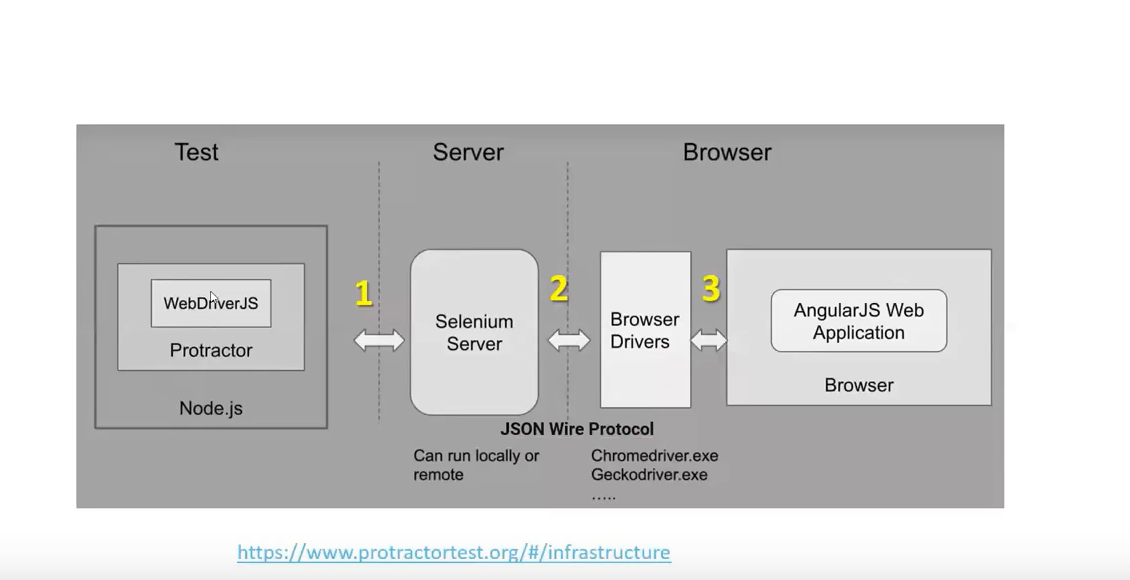 Test
Server
Browser
1
2
3
WebDriverJS
Protractor
Node.js
Selenium
Server
Browser
Drivers
AngularJS Web
Application
Browser
JSON Wire Protocol
Can run locally or
remote
Chromedriver.exe
Geckodriver.exe
.....
https://www.protractortest.org/#/infrastructure